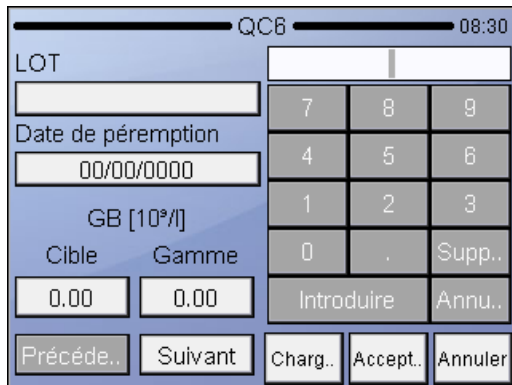 QC6 08:30
LOT
Date de péremption
00/00/0000
GB [10⁹/l]
Cible Gamme
0.00 0.00
Précéde.. Suivant
7 8 9
4 5 6
1 2 3
0 . Supp..
Introduire Annu..
Charg.. Accept.. Annuler